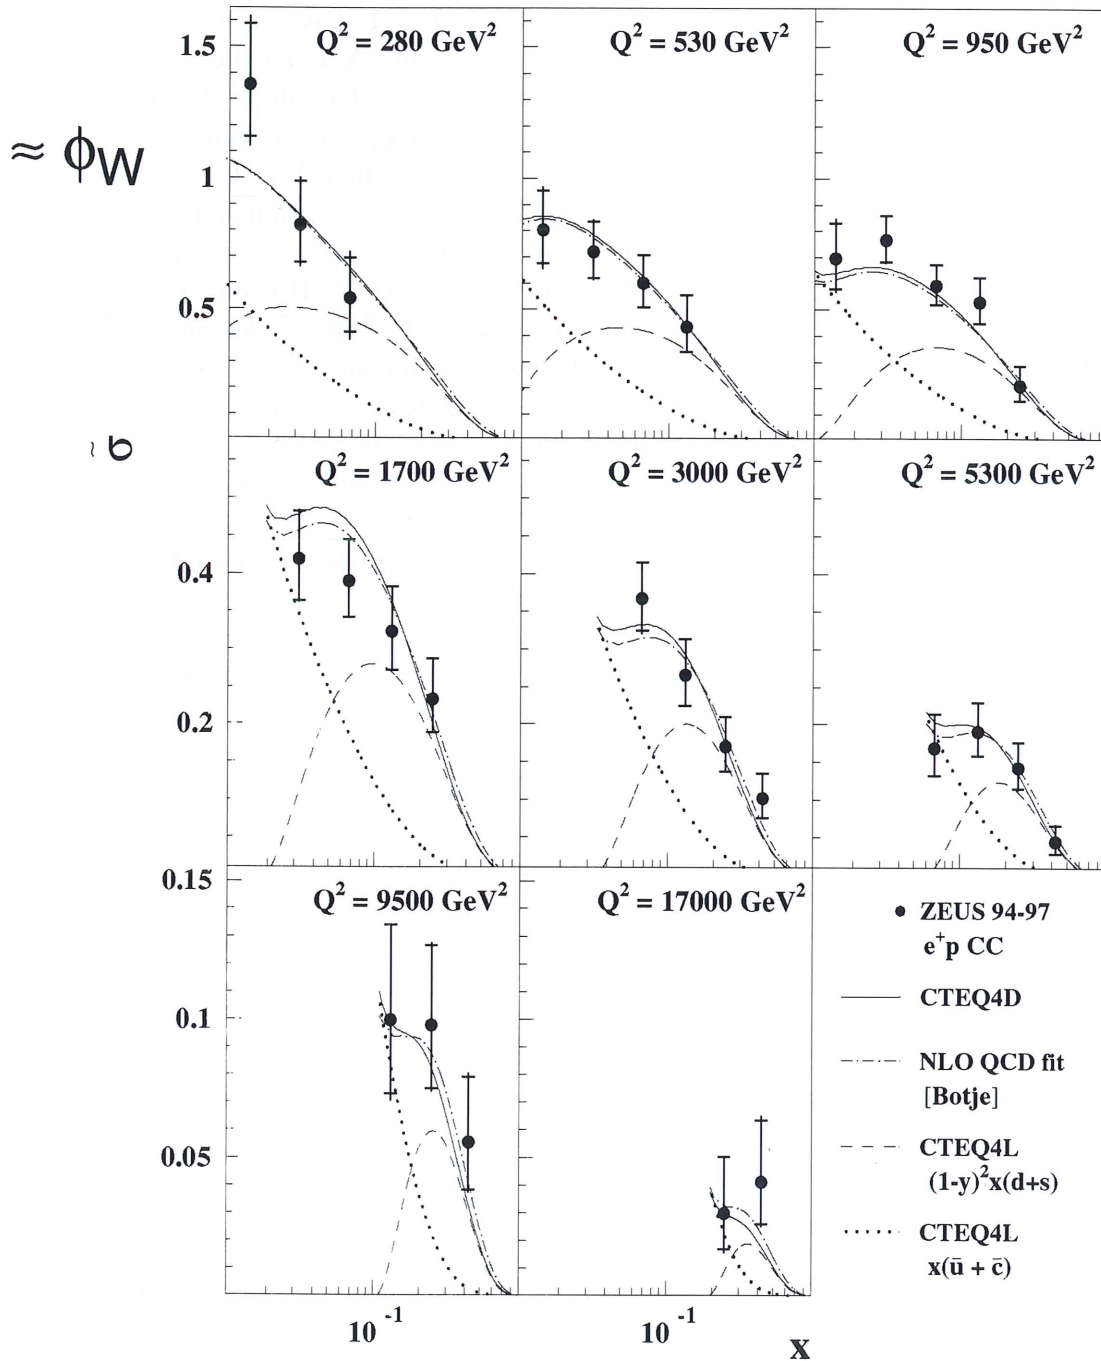 1.5
Q² = 280 GeV²
Q² = 530 GeV²
Q² = 950 GeV²
≈ ϕW
1
0.5
σ̃
Q² = 1700 GeV²
Q² = 3000 GeV²
Q² = 5300 GeV²
0.4
0.2
0.15
Q² = 9500 GeV²
Q² = 17000 GeV²
0.1
0.05
ZEUS 94-97
e⁺p CC
CTEQ4D
NLO QCD fit
[Botje]
CTEQ4L
(1-y)²x(d+s)
CTEQ4L
x(ū + c̄)
10⁻¹
10⁻¹
x